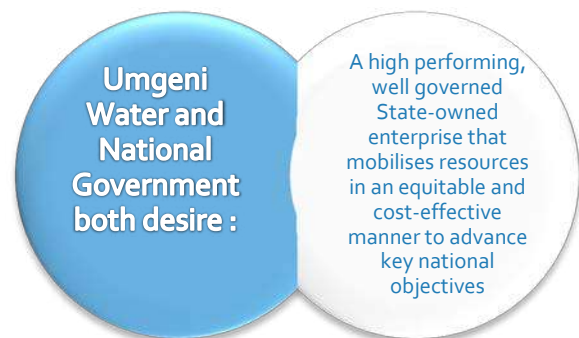 Umgeni
Water and
National
Government
both desire :
A high performing,
well governed
State-owned
enterprise that
mobilises resources
in an equitable and
cost-effective
manner to advance
key national
objectives